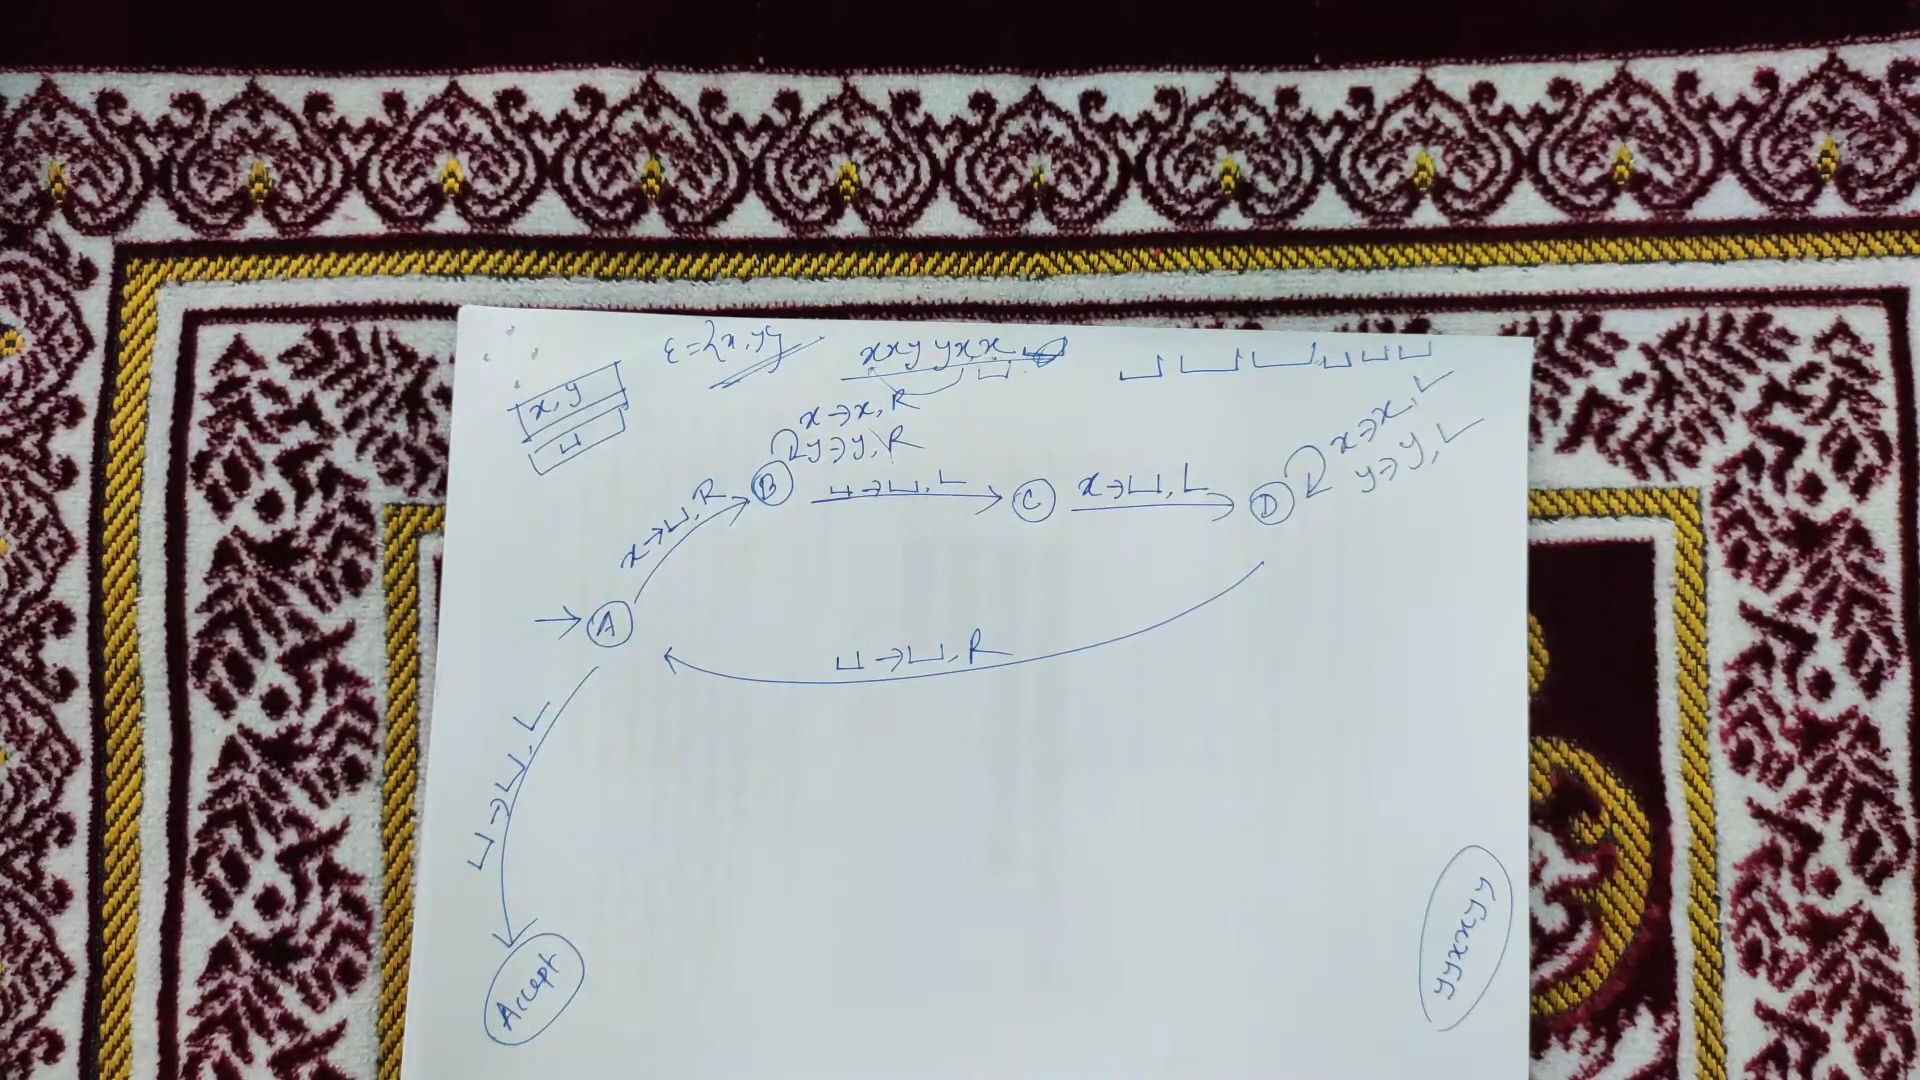 ε={x,y}
xxyyxx ⊔
⊔ ⊔ ⊔ ⊔ ⊔ ⊔
x,y
⊔
x→x,R
y→y,R
x→x,L
y→y,L
x→⊔,R
B
⊔→⊔,L
C
x→⊔,L
D
→ A
⊔→⊔,R
⊔→⊔,L
Accept
yyxxyy